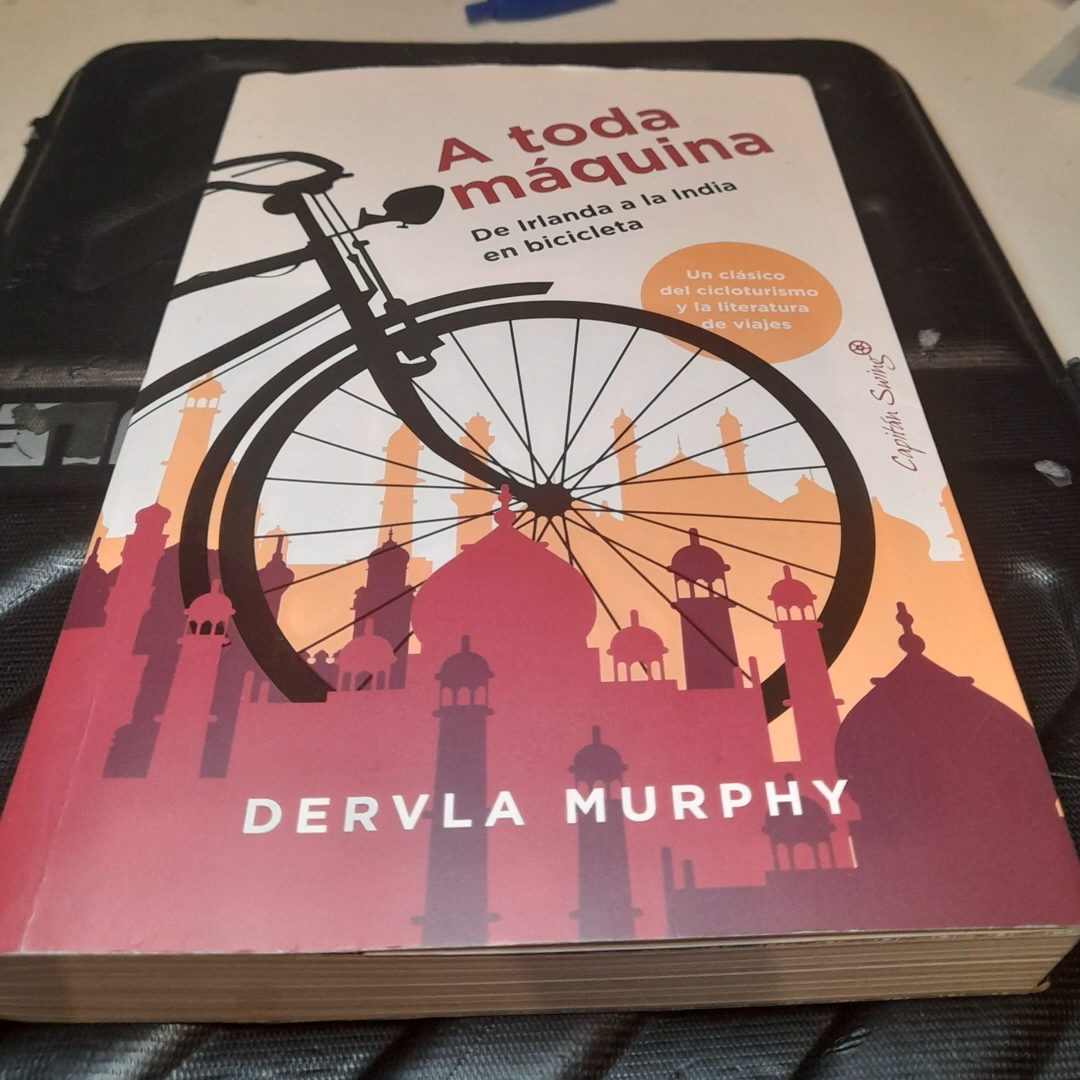 A toda
máquina
De Irlanda a la India
en bicicleta
Un clásico
del cicloturismo
y la literatura
de viajes
Capitán Swing
DERVLA MURPHY